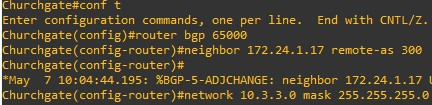 Churchgate#conf t
Enter configuration commands, one per line.  End with CNTL/Z.
Churchgate(config)#router bgp 65000
Churchgate(config-router)#neighbor 172.24.1.17 remote-as 300
Churchgate(config-router)#
*May  7 10:04:44.195: %BGP-5-ADJCHANGE: neighbor 172.24.1.17 U
Churchgate(config-router)#network 10.3.3.0 mask 255.255.255.0